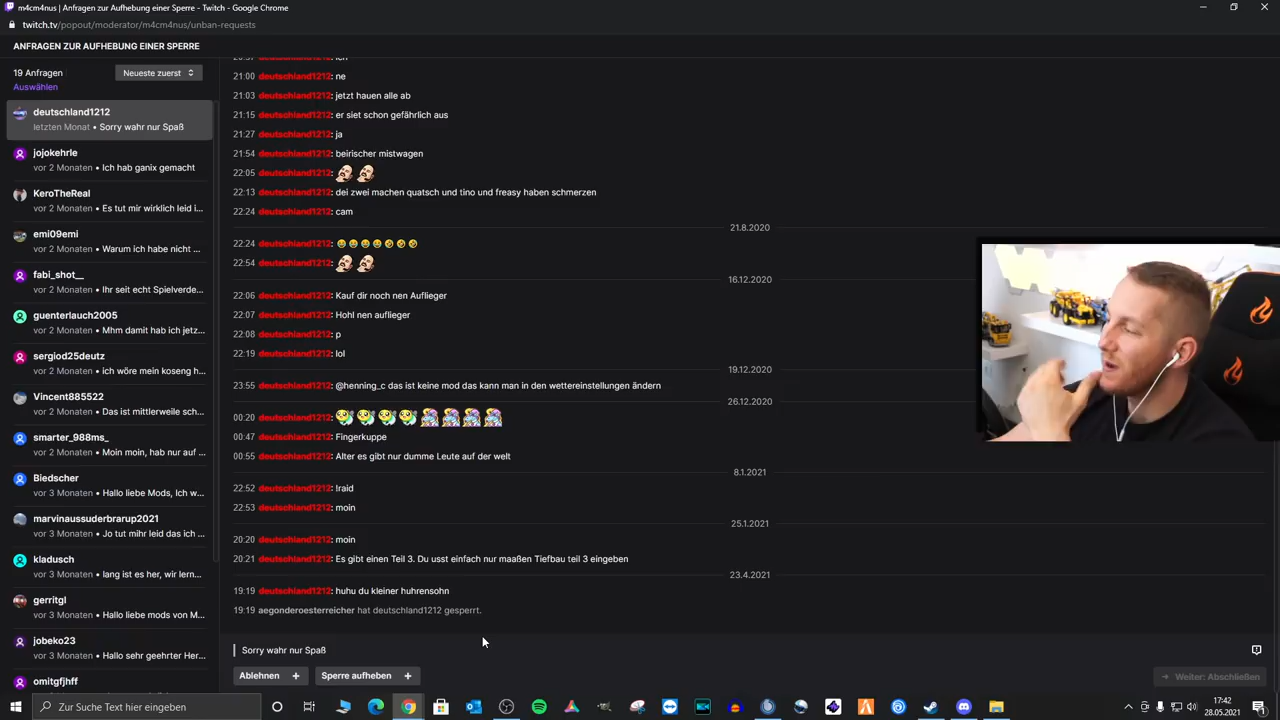 m4cm4nus | Anfragen zur Aufhebung einer Sperre - Twitch - Google Chrome
twitch.tv/popout/moderator/m4cm4nus/unban-requests
ANFRAGEN ZUR AUFHEBUNG EINER SPERRE
19 Anfragen
Neueste zuerst
Auswählen
deutschland1212
letzten Monat • Sorry wahr nur Spaß
jojokehrle
vor 2 Monaten • Ich hab ganix gemacht
KeroTheReal
vor 2 Monaten • Es tut mir wirklich leid i...
emi09emi
vor 2 Monaten • Warum ich habe nicht ...
fabi_shot__
vor 2 Monaten • Ihr seit echt Spielverde...
guenterlauch2005
vor 2 Monaten • Mhm damit hab ich jetz...
sergiod25deutz
vor 2 Monaten • ich wöre mein koseng h...
Vincent885522
vor 2 Monaten • Das ist mittlerweile sch...
smarter_988ms_
vor 2 Monaten • Moin moin, hab nur auf ...
Biedscher
vor 3 Monaten • Hallo liebe Mods, Ich w...
marvinaussuderbrarup2021
vor 3 Monaten • Jo tut mihr leid das ich ...
kladusch
vor 3 Monaten • lang ist es her, wir lern...
gerritgl
vor 3 Monaten • Hallo liebe mods von M...
jobeko23
vor 3 Monaten • Hallo sehr geehrter Her...
omitgfjhff
21:00 deutschland1212: ne
21:03 deutschland1212: jetzt hauen alle ab
21:15 deutschland1212: er siet schon gefährlich aus
21:27 deutschland1212: ja
21:54 deutschland1212: beirischer mistwagen
22:05 deutschland1212:
22:13 deutschland1212: dei zwei machen quatsch und tino und freasy haben schmerzen
22:24 deutschland1212: cam
21.8.2020
22:24 deutschland1212:
22:54 deutschland1212:
16.12.2020
22:06 deutschland1212: Kauf dir noch nen Auflieger
22:07 deutschland1212: Hohl nen auflieger
22:08 deutschland1212: p
22:19 deutschland1212: lol
19.12.2020
23:55 deutschland1212: @henning_c das ist keine mod das kann man in den wettereinstellungen ändern
26.12.2020
00:20 deutschland1212:
00:47 deutschland1212: Fingerkuppe
00:55 deutschland1212: Alter es gibt nur dumme Leute auf der welt
8.1.2021
22:52 deutschland1212: !raid
22:53 deutschland1212: moin
25.1.2021
20:20 deutschland1212: moin
20:21 deutschland1212: Es gibt einen Teil 3. Du usst einfach nur maaßen Tiefbau teil 3 eingeben
23.4.2021
19:19 deutschland1212: huhu du kleiner huhrensohn
19:19 aegonderoesterreicher hat deutschland1212 gesperrt.
Sorry wahr nur Spaß
Ablehnen +
Sperre aufheben +
→ Weiter: Abschließen
Zur Suche Text hier eingeben
17:42
28.05.2021